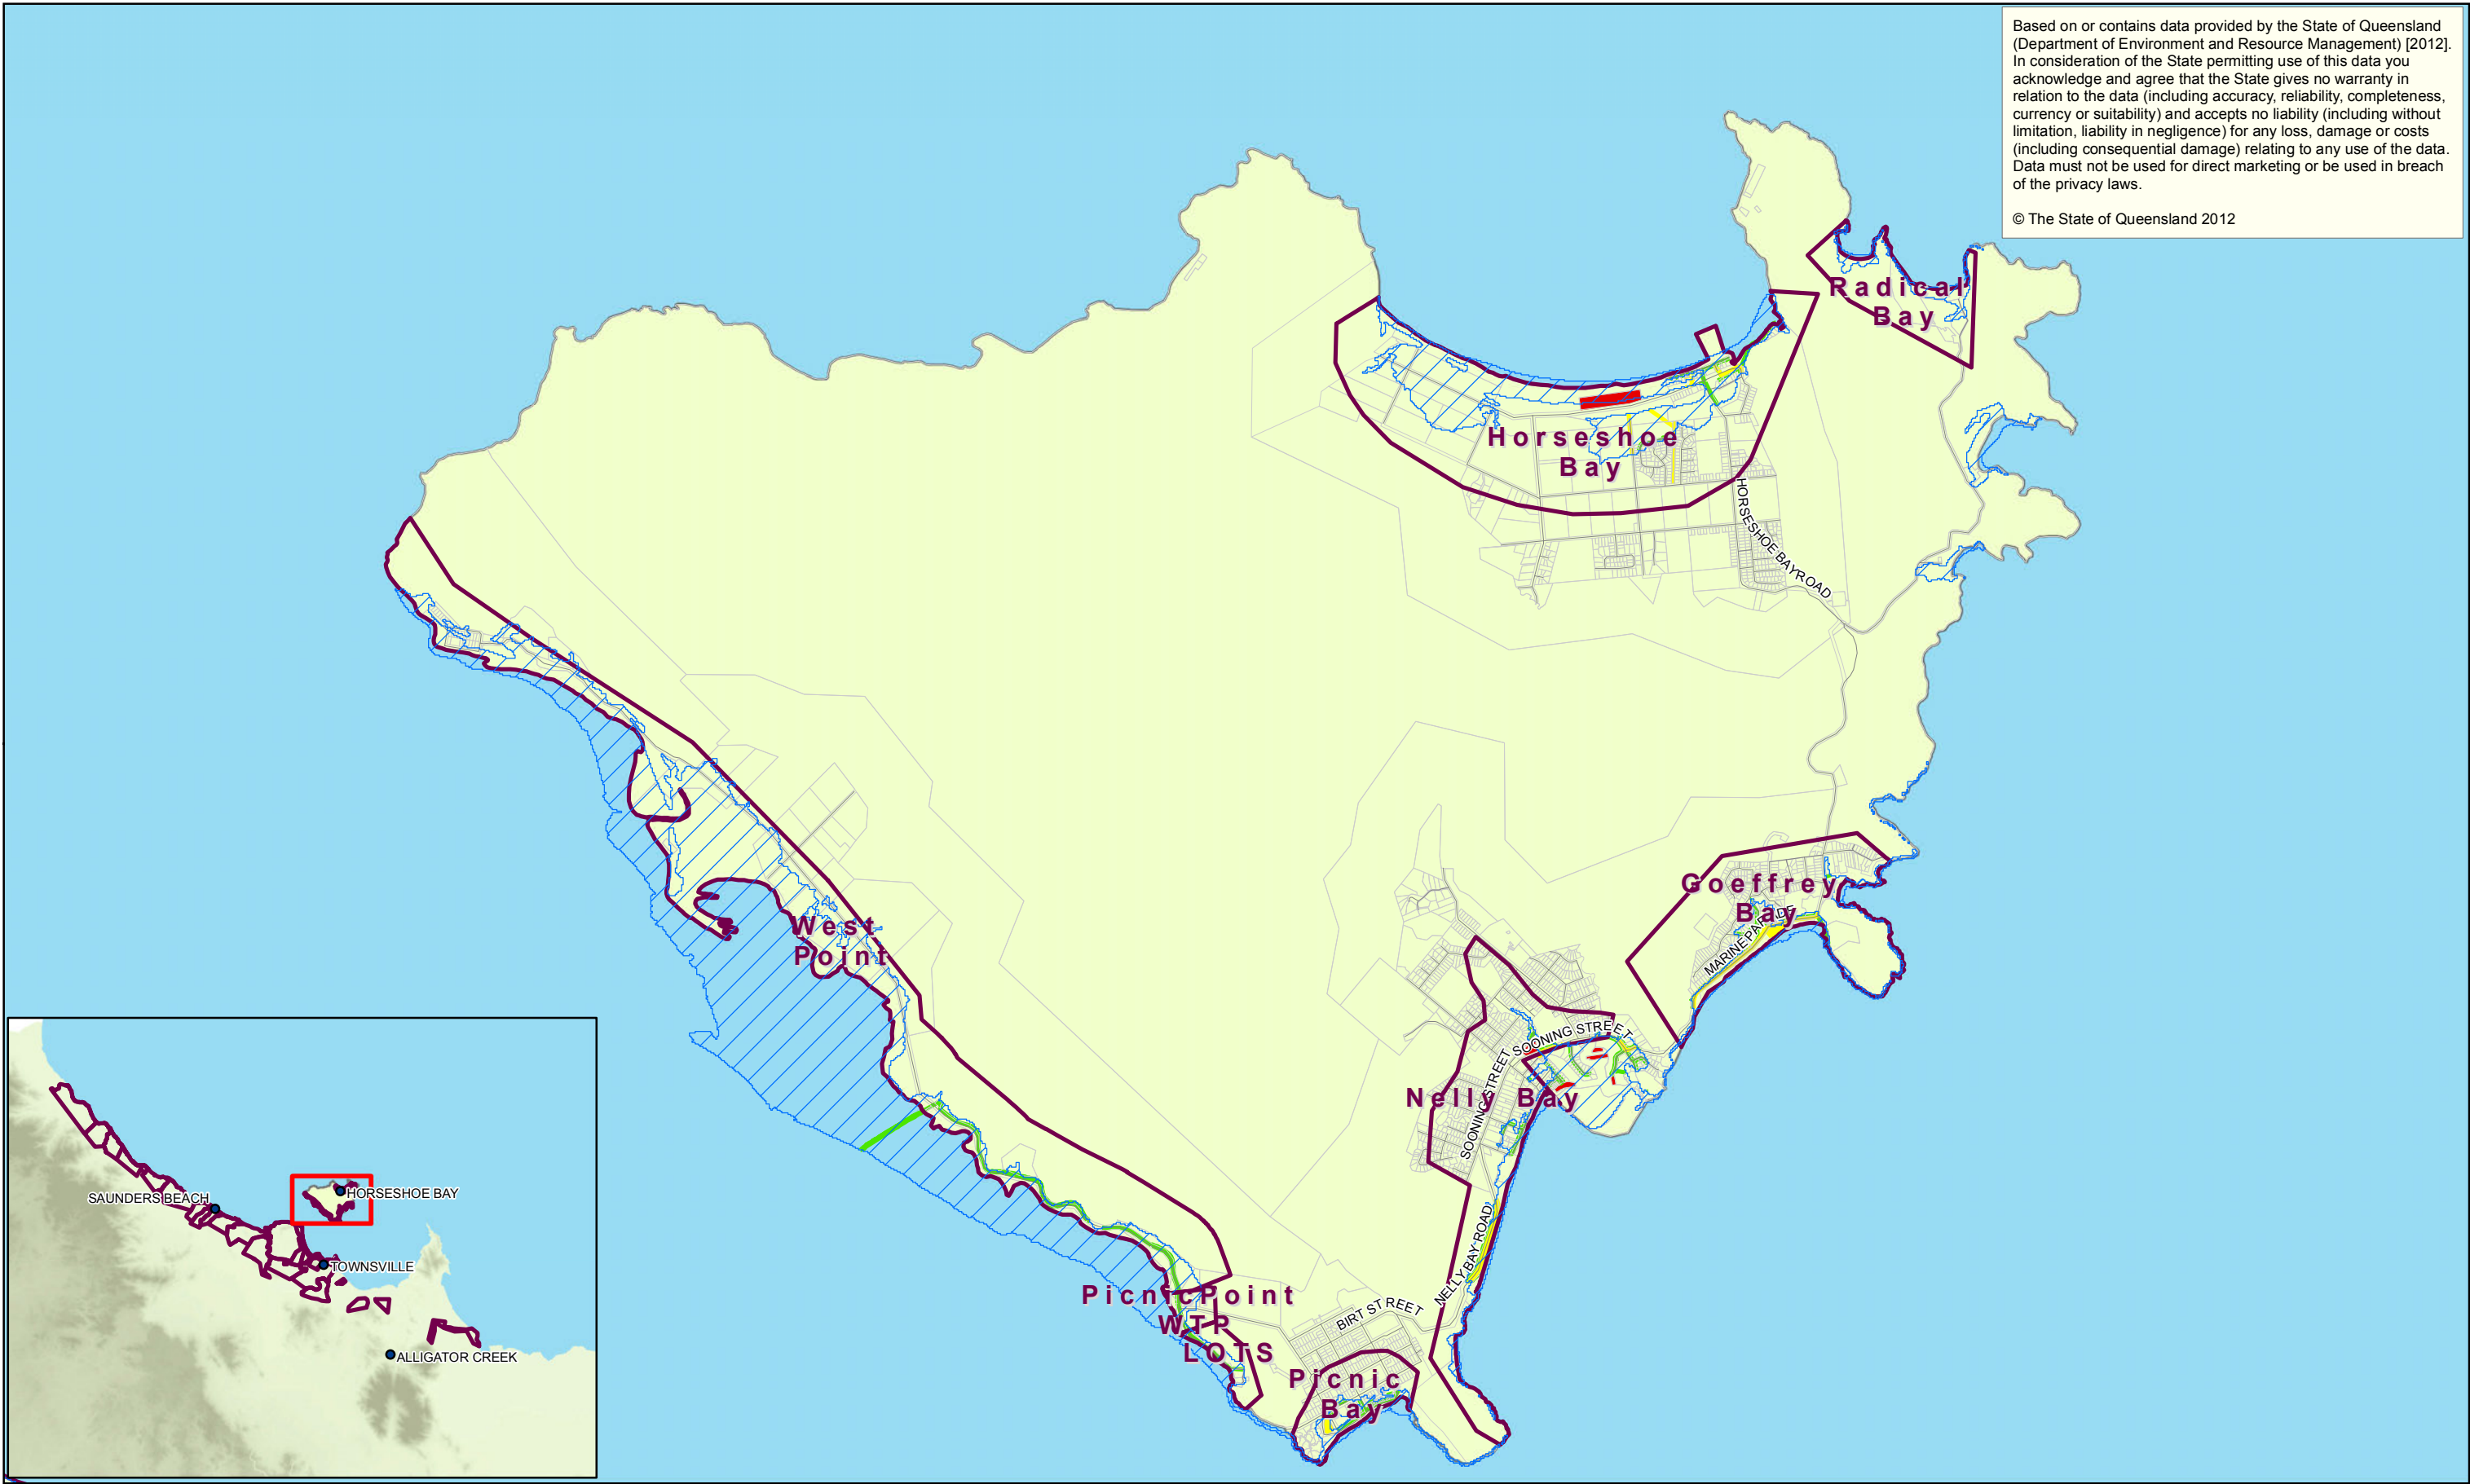 Based on or contains data provided by the State of Queensland
(Department of Environment and Resource Management) [2012].
In consideration of the State permitting use of this data you
acknowledge and agree that the State gives no warranty in
relation to the data (including accuracy, reliability, completeness,
currency or suitability) and accepts no liability (including without
limitation, liability in negligence) for any loss, damage or costs
(including consequential damage) relating to any use of the data.
Data must not be used for direct marketing or be used in breach
of the privacy laws.
© The State of Queensland 2012
Radical
Bay
Horseshoe
Bay
HORSESHOE BAY ROAD
Goeffrey
Bay
MARINE PARADE
West
Point
SOONING STREET
SOONING STREET
Nelly Bay
NELLY BAY ROAD
PicnicPoint
WTP
LOTS
BIRT STREET
Picnic
Bay
SAUNDERS BEACH
HORSESHOE BAY
TOWNSVILLE
ALLIGATOR CREEK